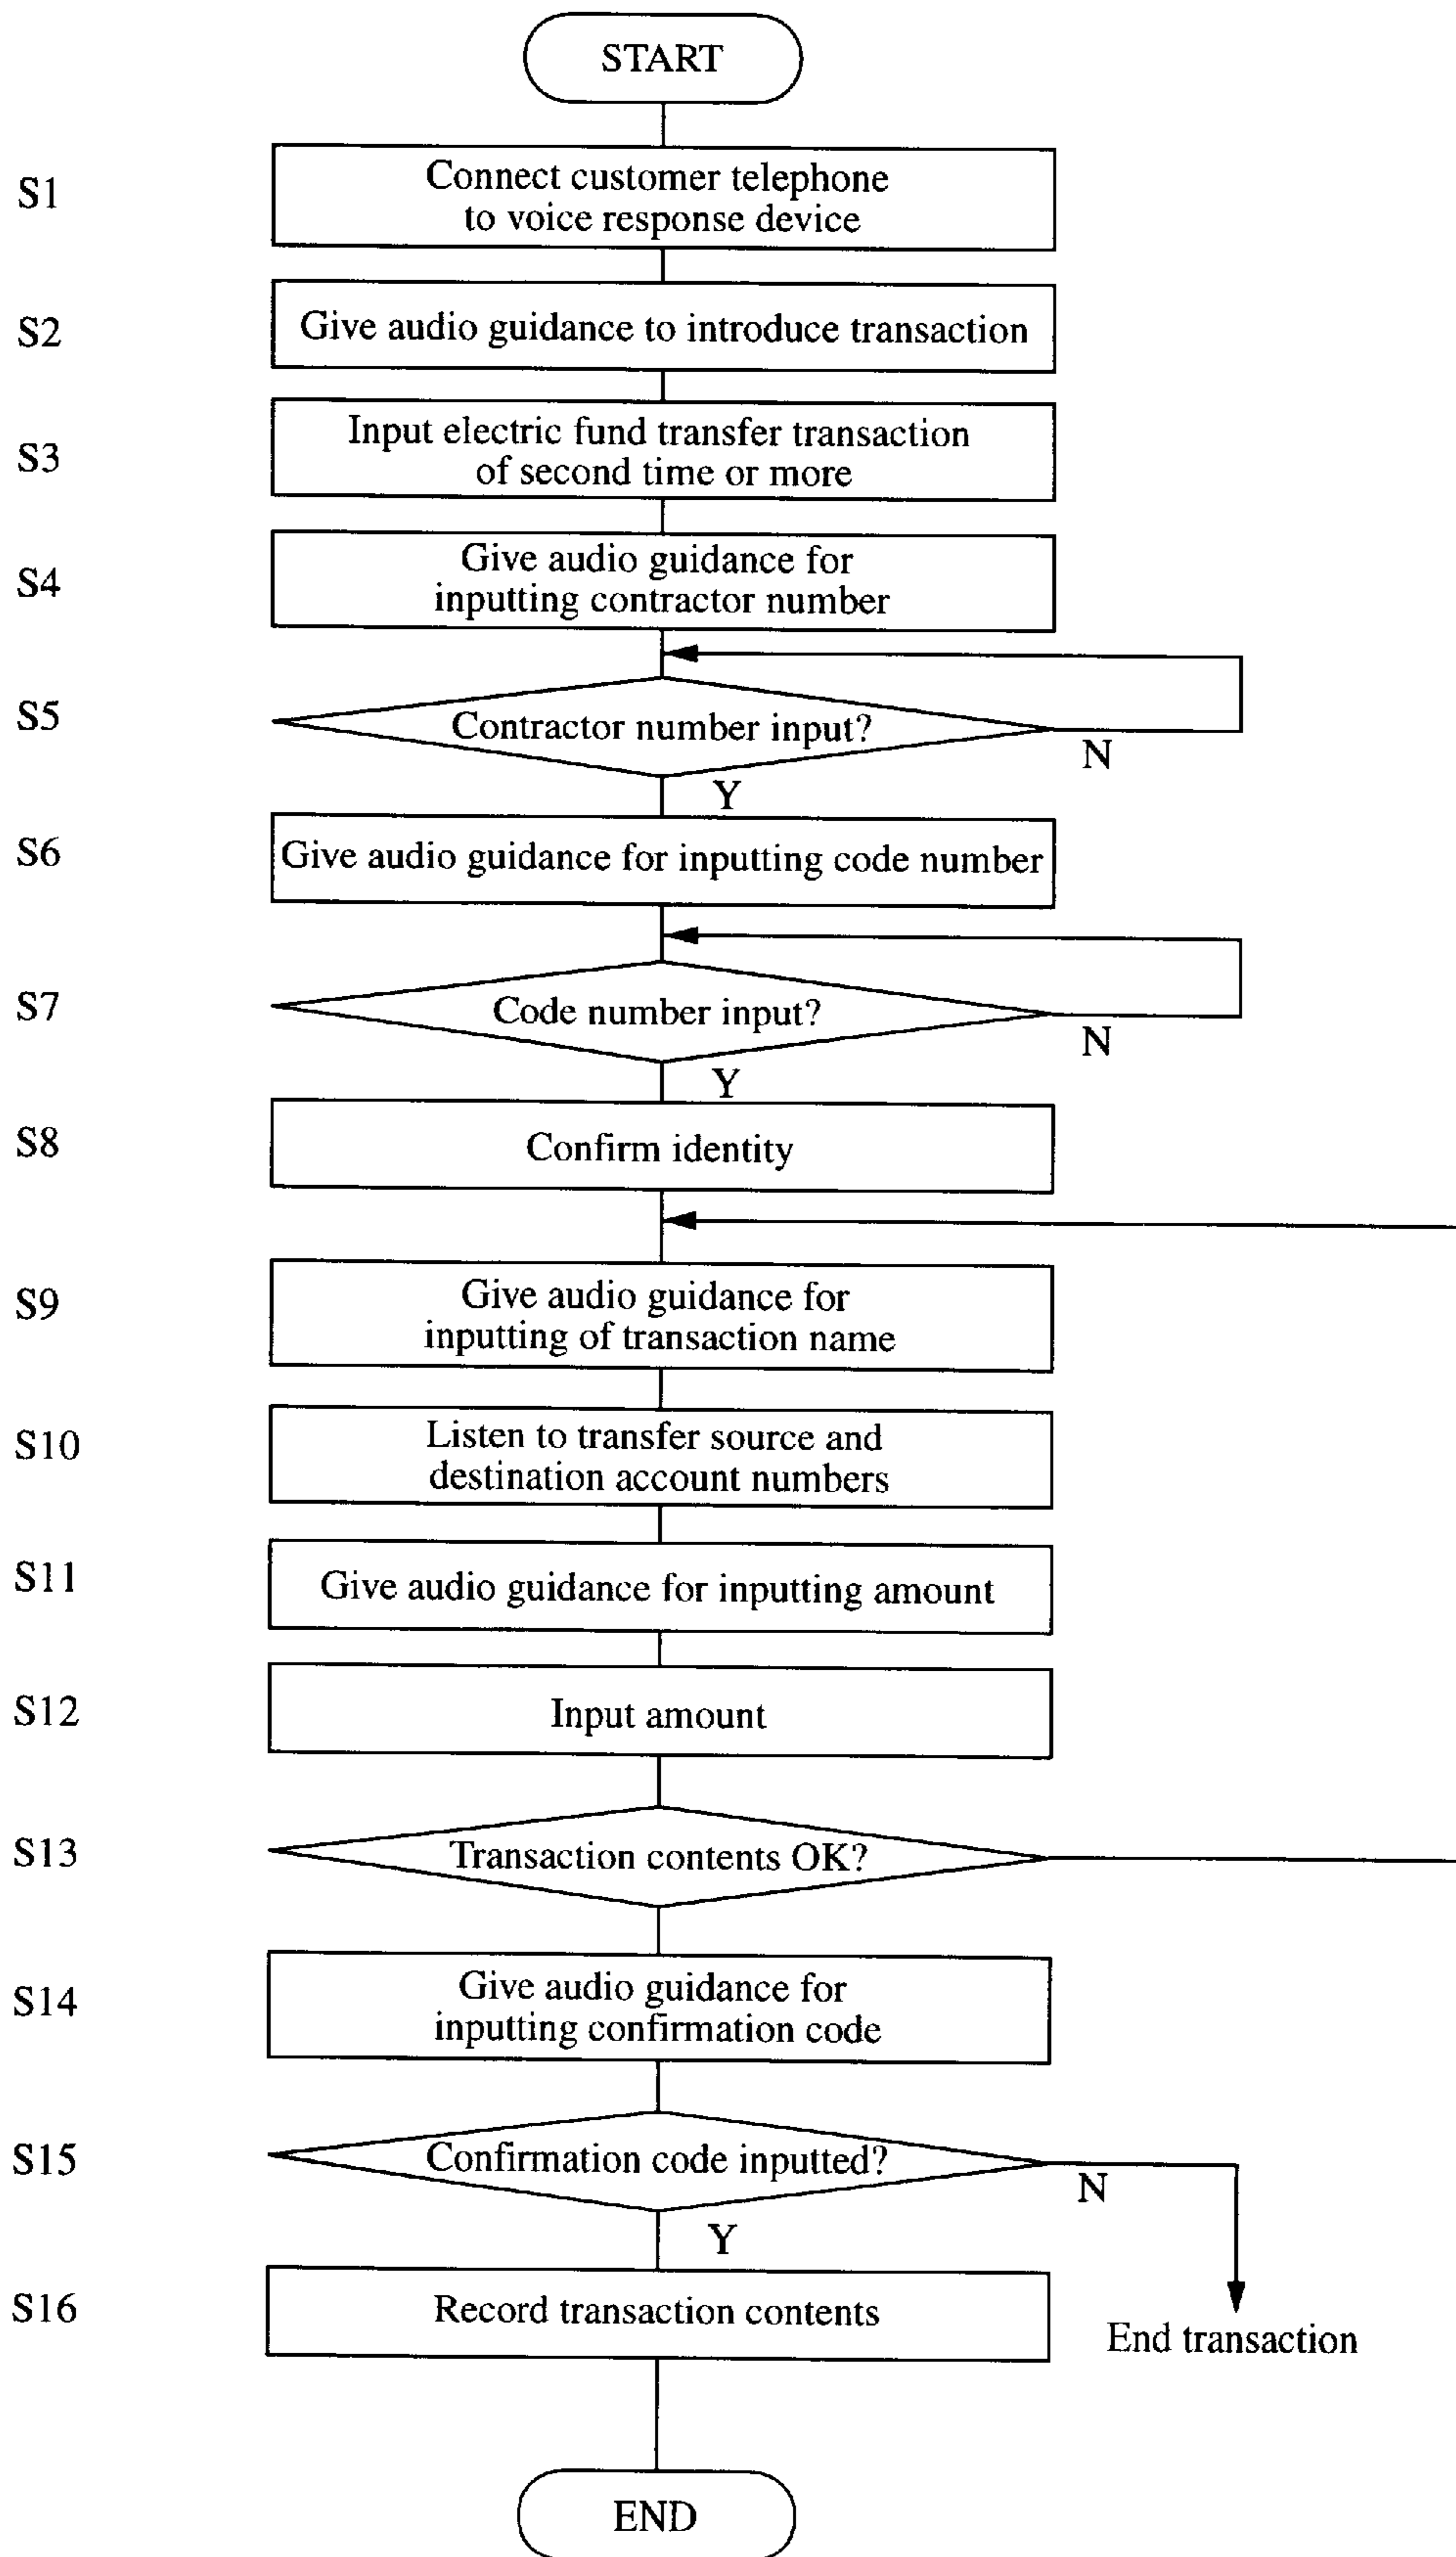 START
S1
Connect customer telephone
to voice response device
S2
Give audio guidance to introduce transaction
S3
Input electric fund transfer transaction
of second time or more
S4
Give audio guidance for
inputting contractor number
S5
Contractor number input?
N
Y
S6
Give audio guidance for inputting code number
S7
Code number input?
N
Y
S8
Confirm identity
S9
Give audio guidance for
inputting of transaction name
S10
Listen to transfer source and
destination account numbers
S11
Give audio guidance for inputting amount
S12
Input amount
S13
Transaction contents OK?
S14
Give audio guidance for
inputting confirmation code
S15
Confirmation code inputted?
N
Y
S16
Record transaction contents
End transaction
END